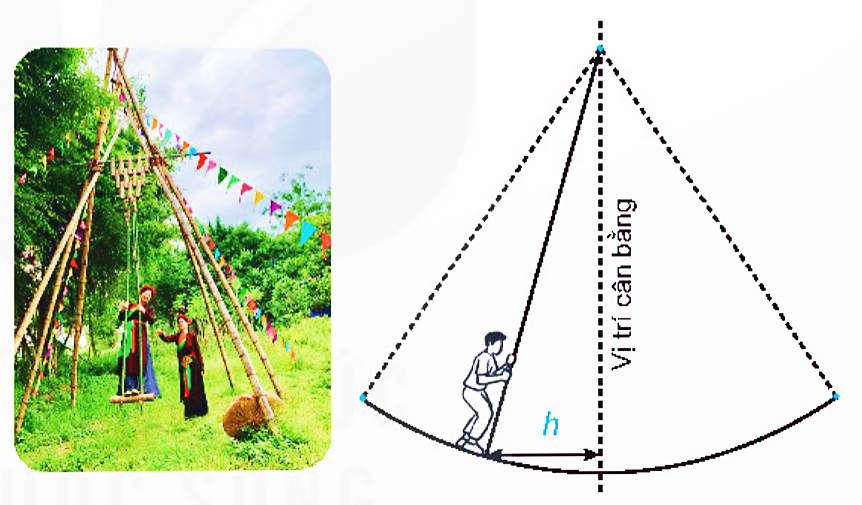 Vị trí cân bằng
h